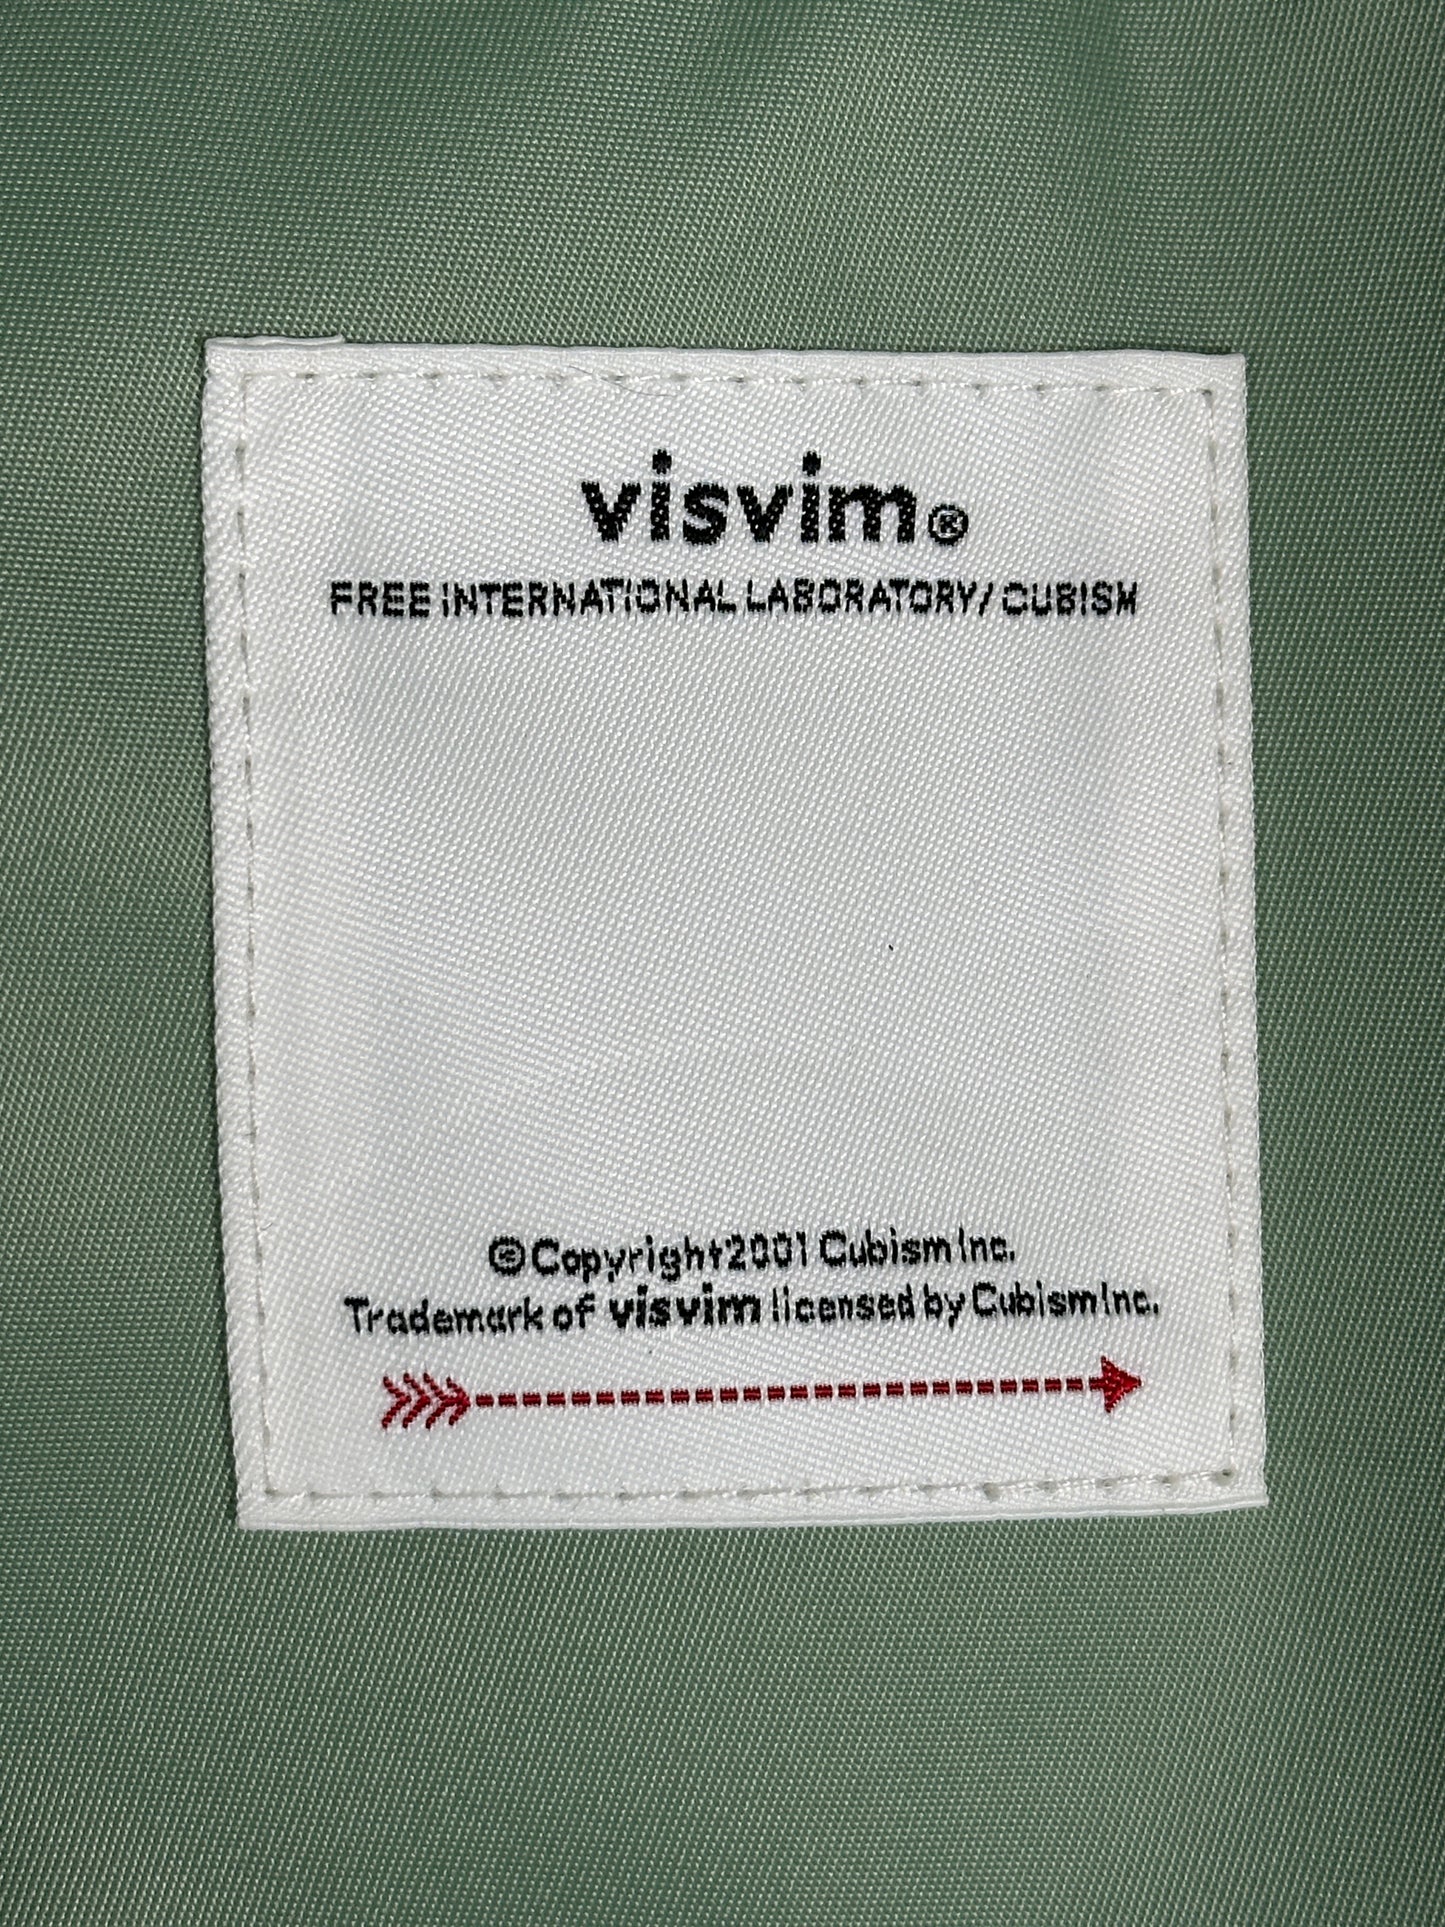 visvim®
FREE INTERNATIONAL LABORATORY/CUBISM
©Copyright2001 Cubism Inc.
Trademark of visvim licensed by Cubism Inc.